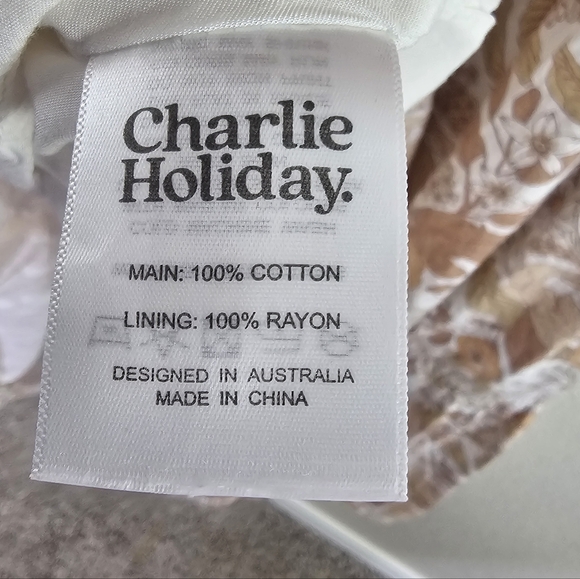 Charlie
Holiday.
MAIN: 100% COTTON
LINING: 100% RAYON
DESIGNED IN AUSTRALIA
MADE IN CHINA